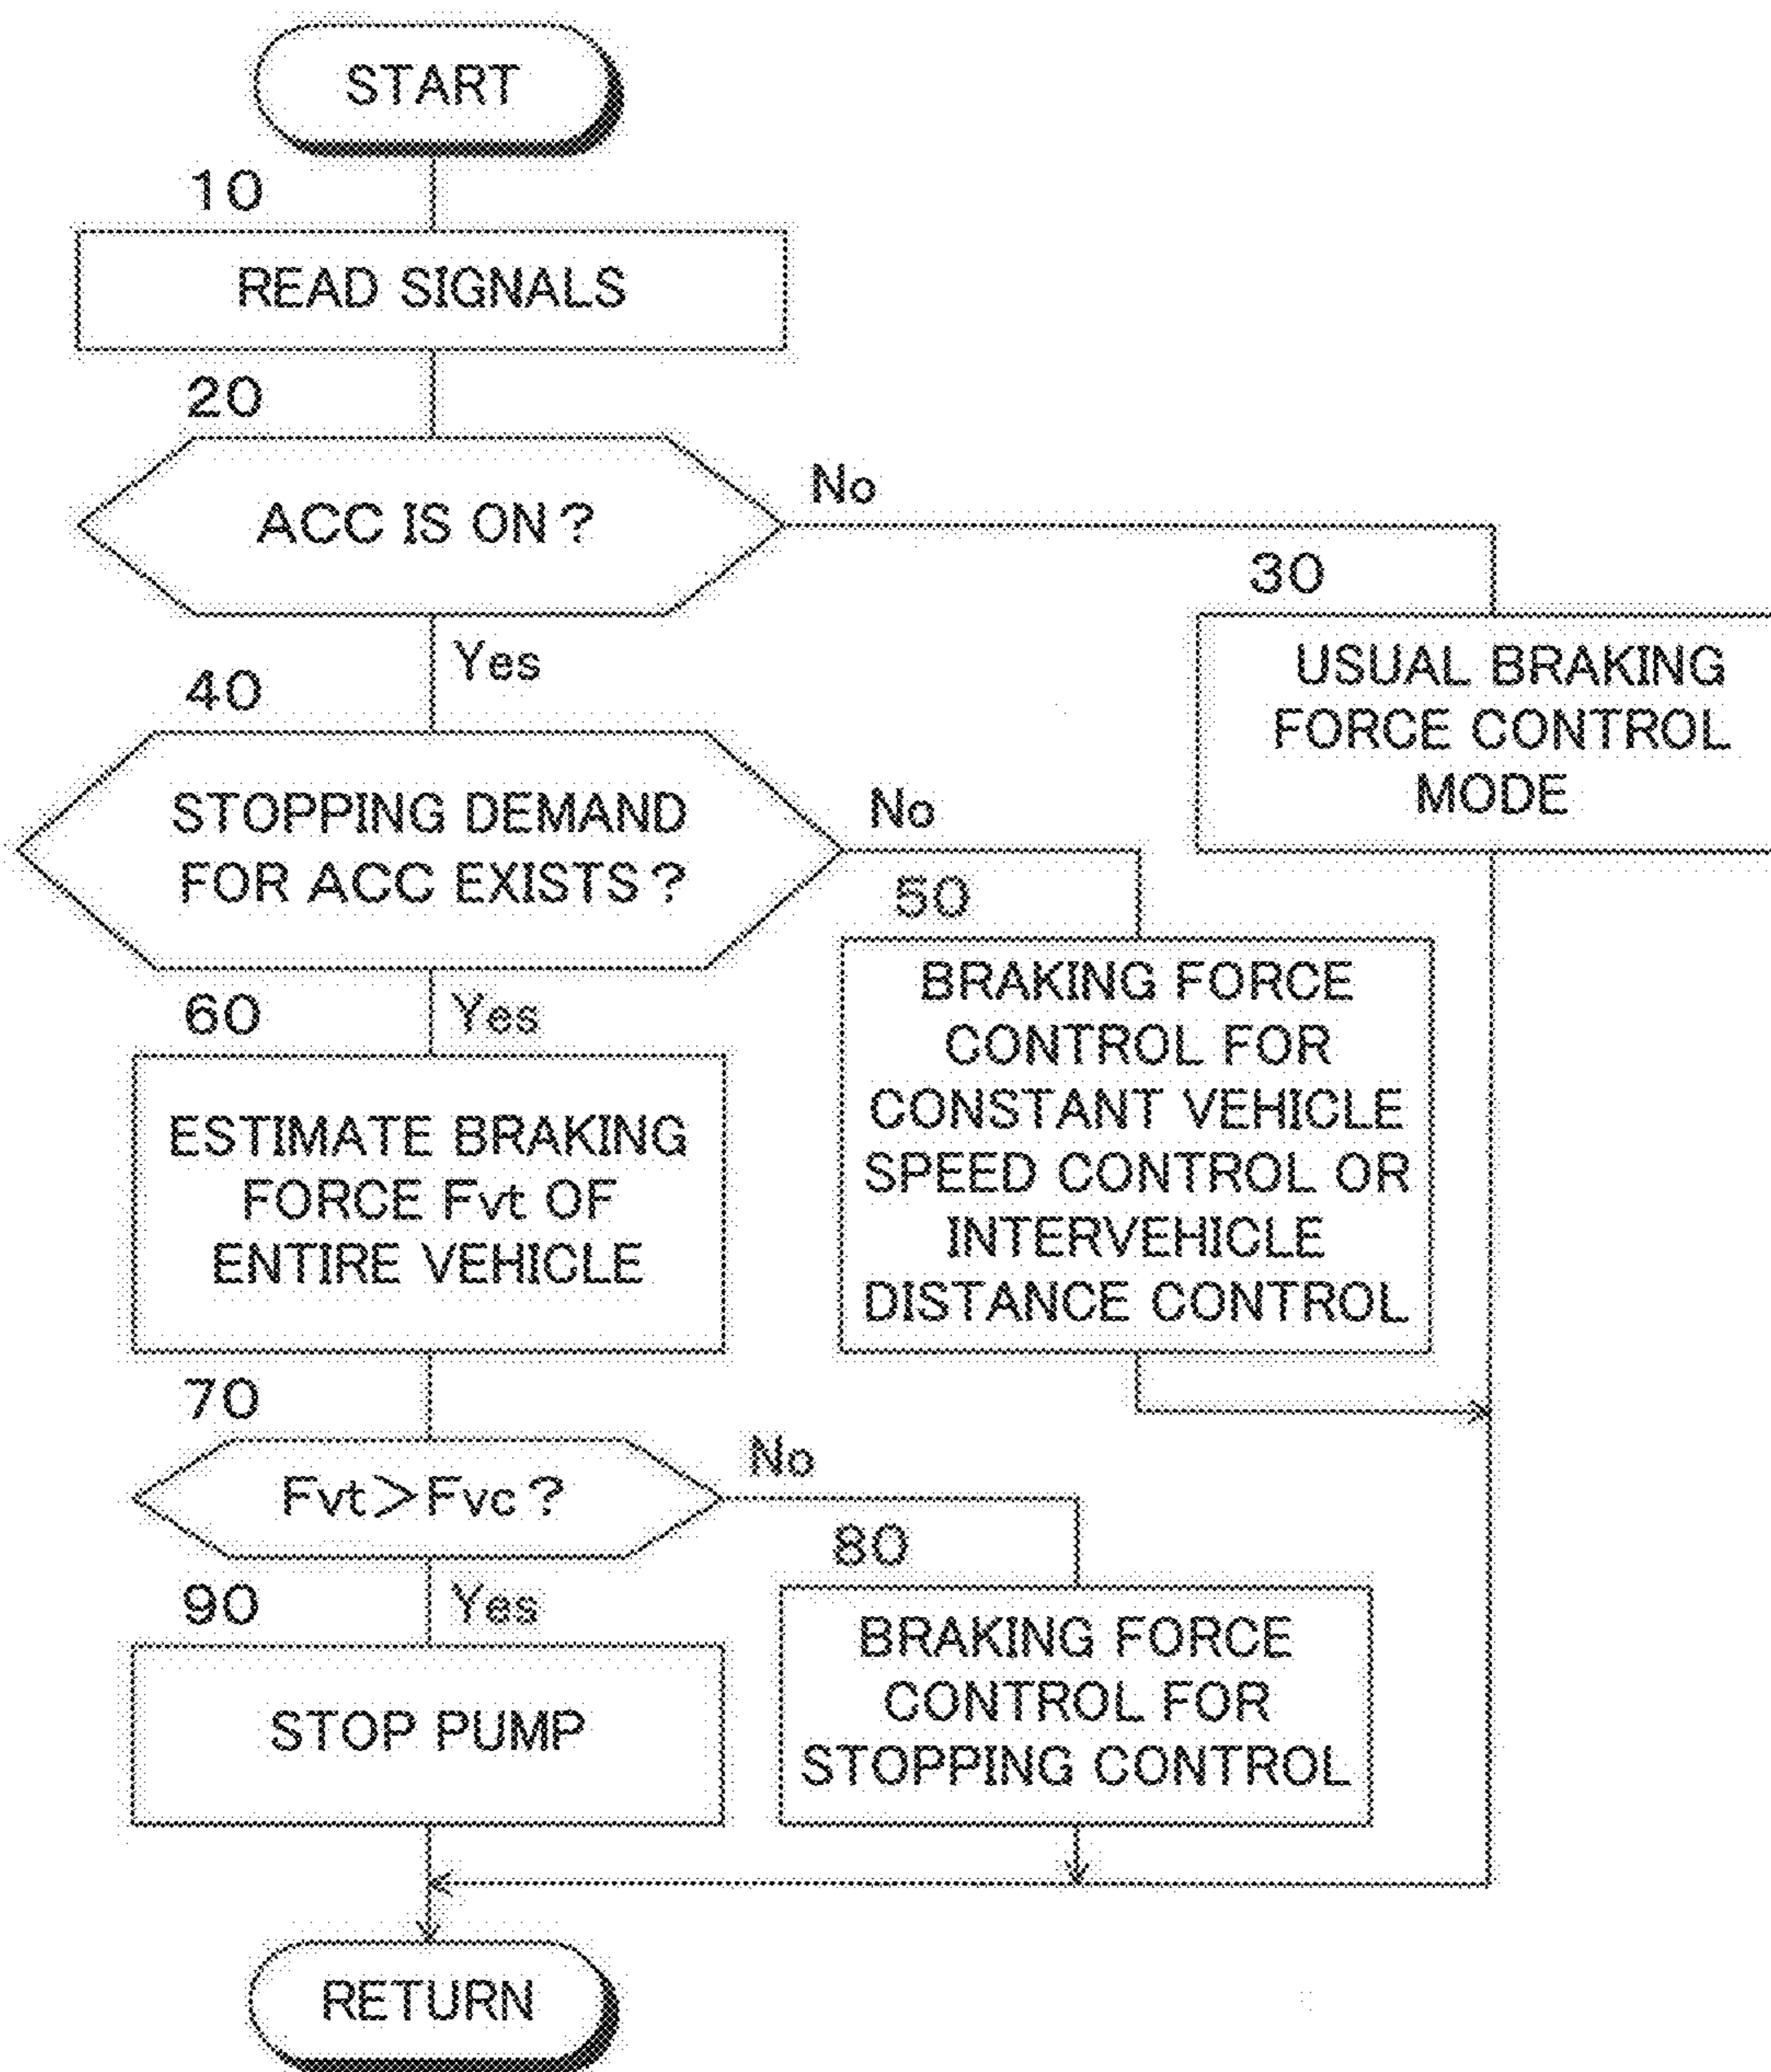 START
10
READ SIGNALS
20
ACC IS ON?
No
30
USUAL BRAKING
FORCE CONTROL
MODE
Yes
40
STOPPING DEMAND
FOR ACC EXISTS?
No
50
BRAKING FORCE
CONTROL FOR
CONSTANT VEHICLE
SPEED CONTROL OR
INTERVEHICLE
DISTANCE CONTROL
Yes
60
ESTIMATE BRAKING
FORCE Fvt OF
ENTIRE VEHICLE
70
Fvt>Fvc?
No
80
BRAKING FORCE
CONTROL FOR
STOPPING CONTROL
Yes
90
STOP PUMP
RETURN